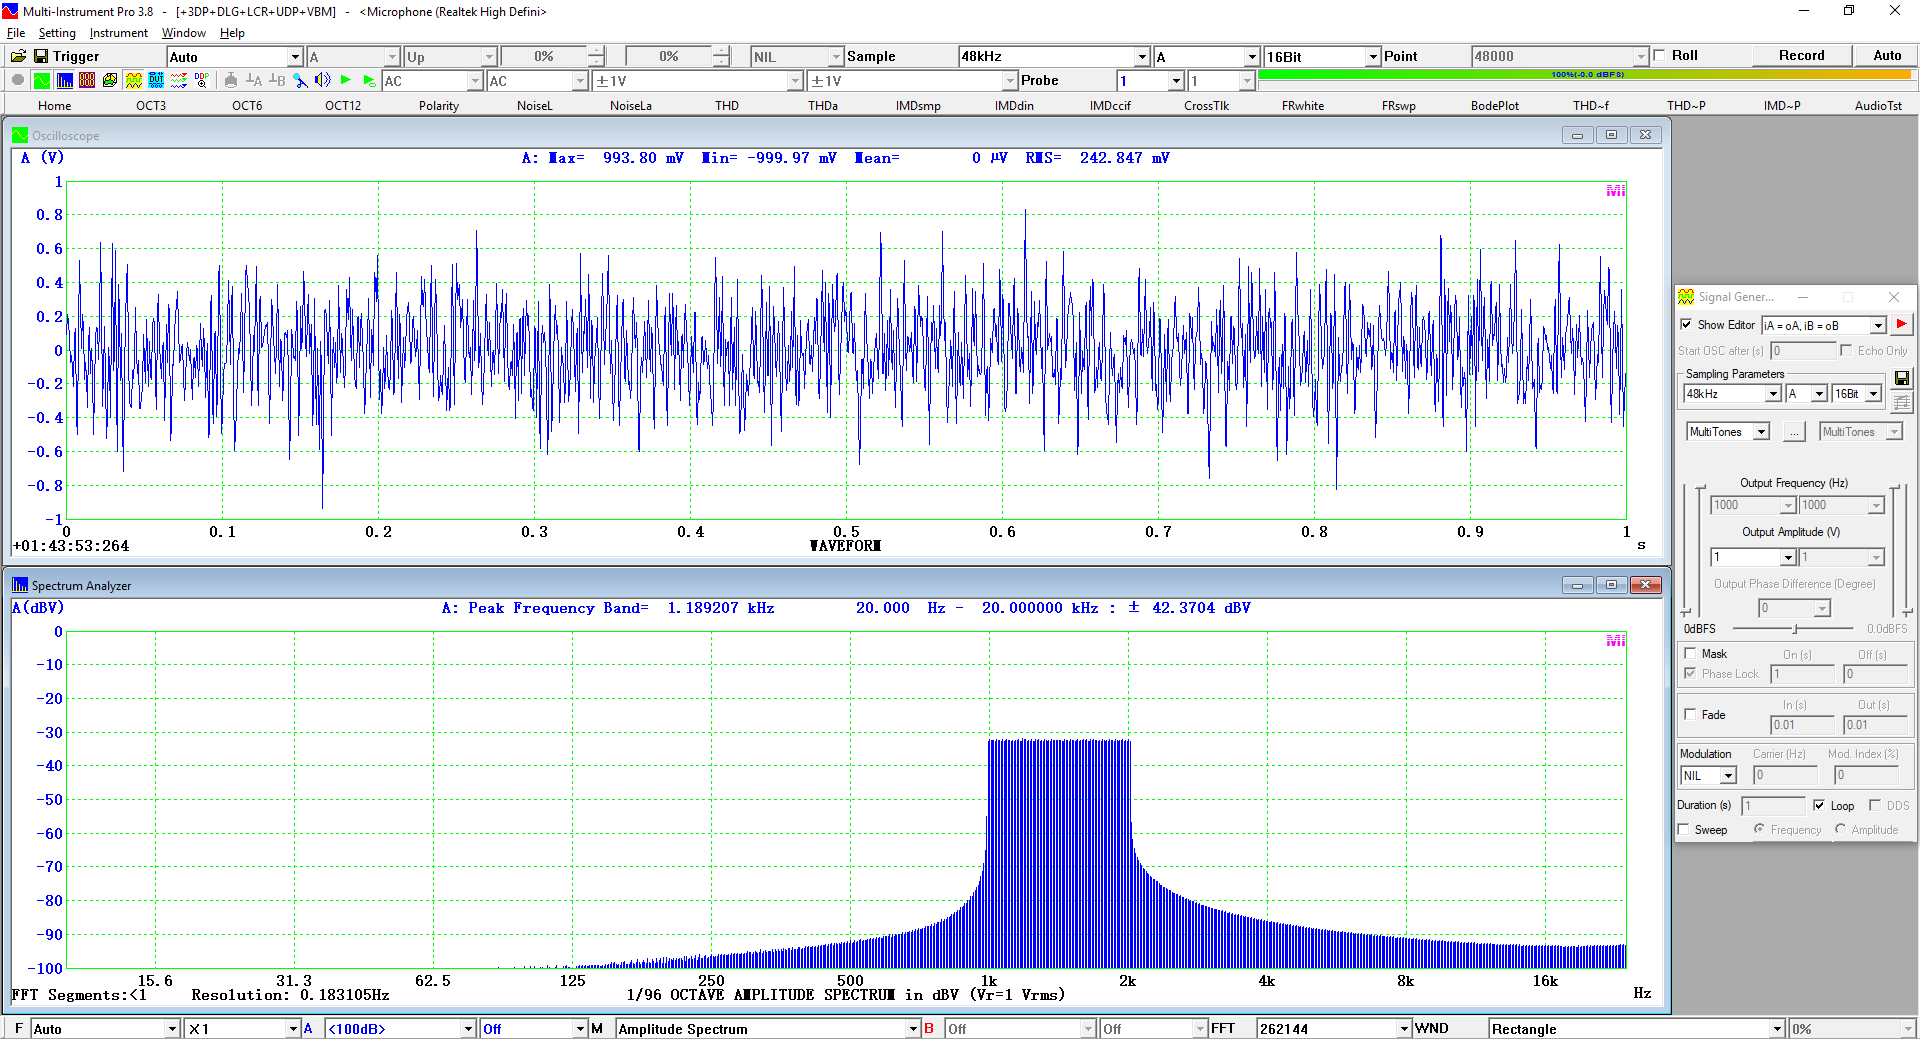 Multi-Instrument Pro 3.8 - [+3DP+DLG+LCR+UDP+VBM] - <Microphone (Realtek High Defini>
File Setting Instrument Window Help
Trigger Auto A Up 0% 0% NIL Sample 48kHz A 16Bit Point 48000 Roll Record Auto
AC AC ±1V ±1V Probe 1 1 100%(-0.0 dBFS)
Home OCT3 OCT6 OCT12 Polarity NoiseL NoiseLa THD THDa IMDsmp IMDdin IMDccif CrossTlk FRwhite FRswp BodePlot THD~f THD~P IMD~P AudioTst
Oscilloscope
A (V) A: Max= 993.80 mV Min= -999.97 mV Mean= 0 µV RMS= 242.847 mV
MI
1
0.8
0.6
0.4
0.2
0
-0.2
-0.4
-0.6
-0.8
-1
0 0.1 0.2 0.3 0.4 0.5 0.6 0.7 0.8 0.9 1
+01:43:53:264 WAVEFORM s
Spectrum Analyzer
A(dBV) A: Peak Frequency Band= 1.189207 kHz 20.000 Hz - 20.000000 kHz : ± 42.3704 dBV
MI
0
-10
-20
-30
-40
-50
-60
-70
-80
-90
-100
15.6 31.3 62.5 125 250 500 1k 2k 4k 8k 16k
FFT Segments:<1 Resolution: 0.183105Hz 1/96 OCTAVE AMPLITUDE SPECTRUM in dBV (Vr=1 Vrms) Hz
F Auto X1 A <100dB> Off M Amplitude Spectrum B Off Off FFT 262144 WND Rectangle 0%
Signal Gener...
Show Editor iA = oA, iB = oB
Start OSC after (s) 0 Echo Only
Sampling Parameters
48kHz A 16Bit
MultiTones ... MultiTones
Output Frequency (Hz)
1000 1000
Output Amplitude (V)
1 1
Output Phase Difference (Degree)
0
0dBFS 0.0dBFS
Mask On (s) Off (s)
Phase Lock 1 0
In (s) Out (s)
Fade 0.01 0.01
Modulation Carrier (Hz) Mod. Index (%)
NIL 0 0
Duration (s) 1 Loop DDS
Sweep Frequency Amplitude